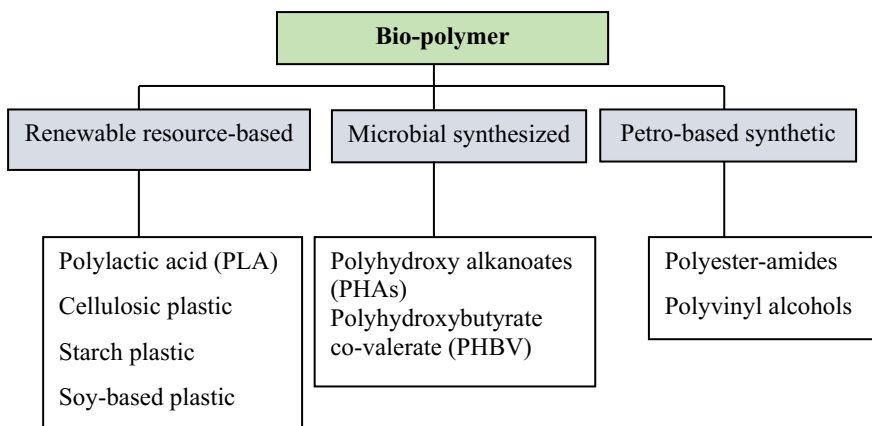 Bio-polymer
Renewable resource-based
Microbial synthesized
Petro-based synthetic
Polylactic acid (PLA)
Cellulosic plastic
Starch plastic
Soy-based plastic
Polyhydroxy alkanoates
(PHAs)
Polyhydroxybutyrate
co-valerate (PHBV)
Polyester-amides
Polyvinyl alcohols